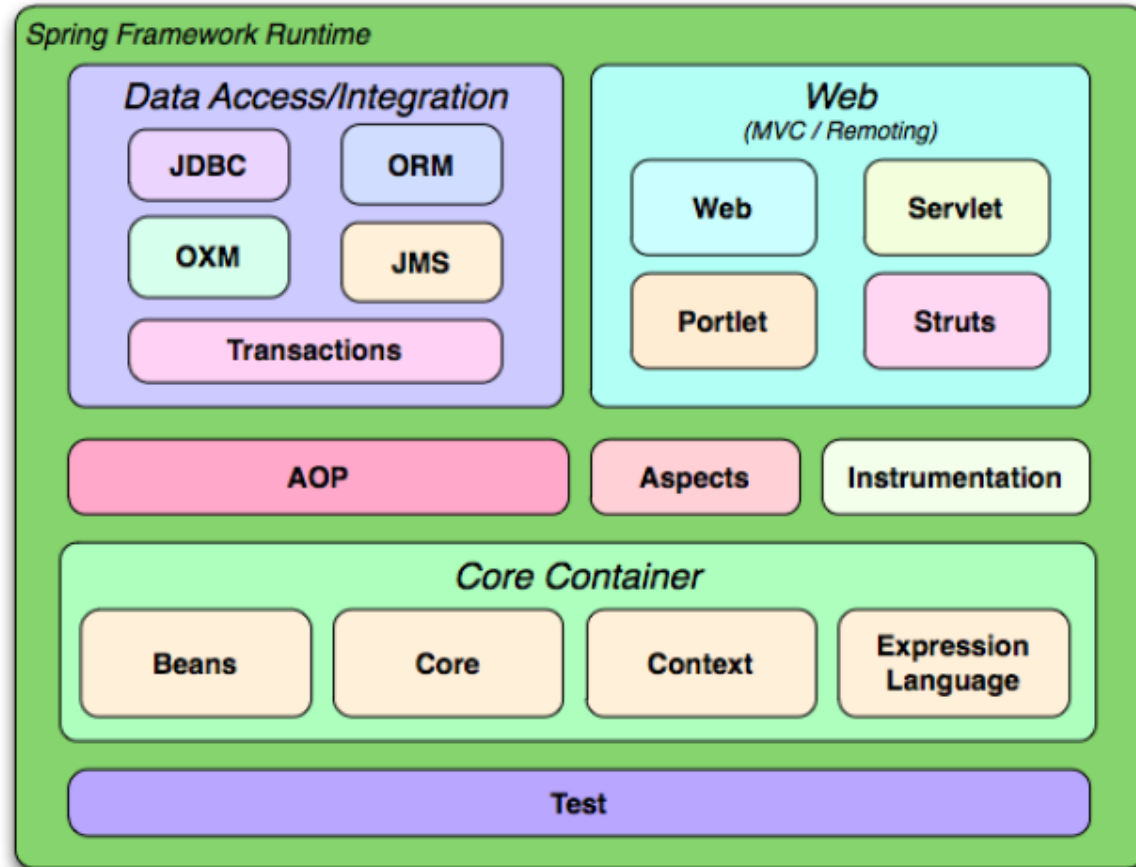 Spring Framework Runtime
Data Access/Integration
JDBC
ORM
OXM
JMS
Transactions
Web
(MVC / Remoting)
Web
Servlet
Portlet
Struts
AOP
Aspects
Instrumentation
Core Container
Beans
Core
Context
Expression
Language
Test